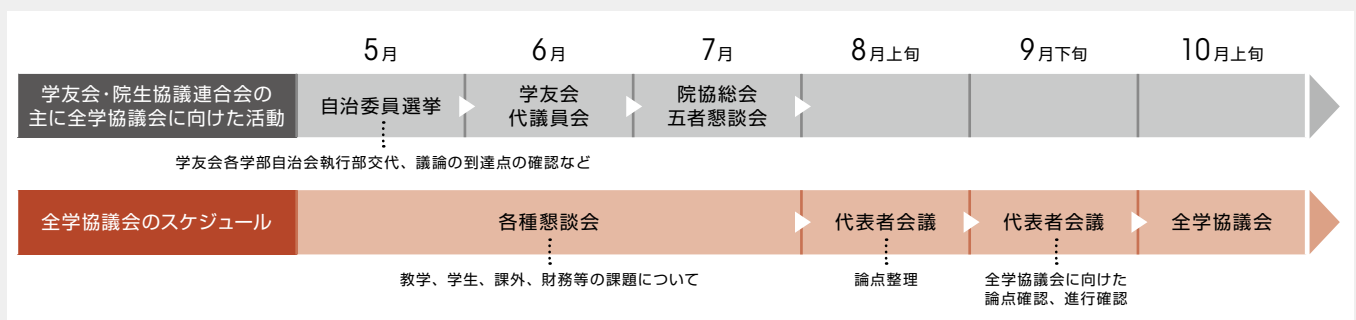 5月
6月
7月
8月上旬
9月下旬
10月上旬
学友会・院生協議連合会の
主に全学協議会に向けた活動
自治委員選挙
学友会
代議員会
院協総会
五者懇談会
学友会各学部自治会執行部交代、議論の到達点の確認など
全学協議会のスケジュール
各種懇談会
代表者会議
代表者会議
全学協議会
教学、学生、課外、財務等の課題について
論点整理
全学協議会に向けた
論点確認、進行確認